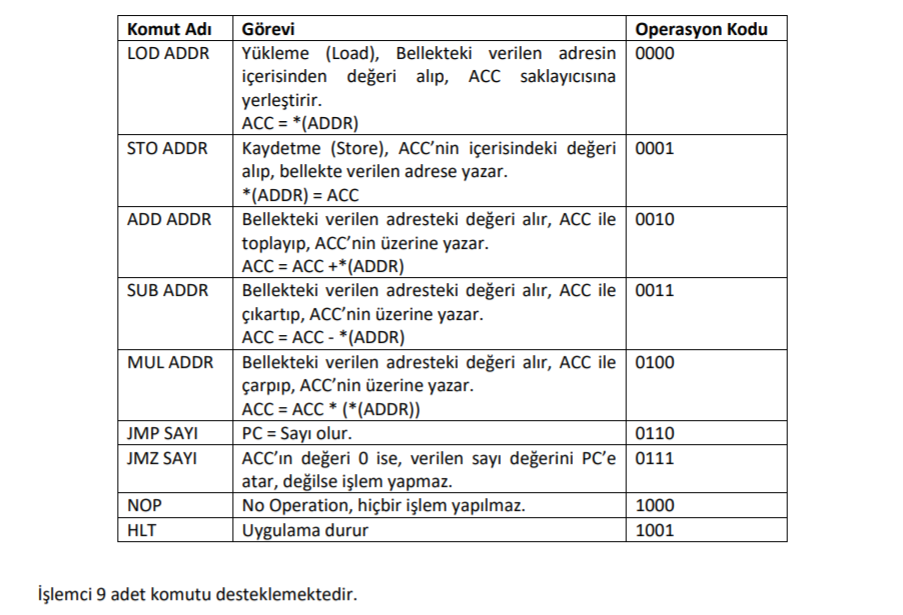 Komut Adı Görevi Operasyon Kodu
LOD ADDR Yükleme (Load), Bellekteki verilen adresin 0000
içerisinden değeri alıp, ACC saklayıcısına
yerleştirir.
ACC = *(ADDR)
STO ADDR Kaydetme (Store), ACC’nin içerisindeki değeri 0001
alıp, bellekte verilen adrese yazar.
*(ADDR) = ACC
ADD ADDR Bellekteki verilen adresteki değeri alır, ACC ile 0010
toplayıp, ACC’nin üzerine yazar.
ACC = ACC +*(ADDR)
SUB ADDR Bellekteki verilen adresteki değeri alır, ACC ile 0011
çıkartıp, ACC’nin üzerine yazar.
ACC = ACC - *(ADDR)
MUL ADDR Bellekteki verilen adresteki değeri alır, ACC ile 0100
çarpıp, ACC’nin üzerine yazar.
ACC = ACC * (*(ADDR))
JMP SAYI PC = Sayı olur. 0110
JMZ SAYI ACC’ın değeri 0 ise, verilen sayı değerini PC’e 0111
atar, değilse işlem yapmaz.
NOP No Operation, hiçbir işlem yapılmaz. 1000
HLT Uygulama durur 1001
İşlemci 9 adet komutu desteklemektedir.